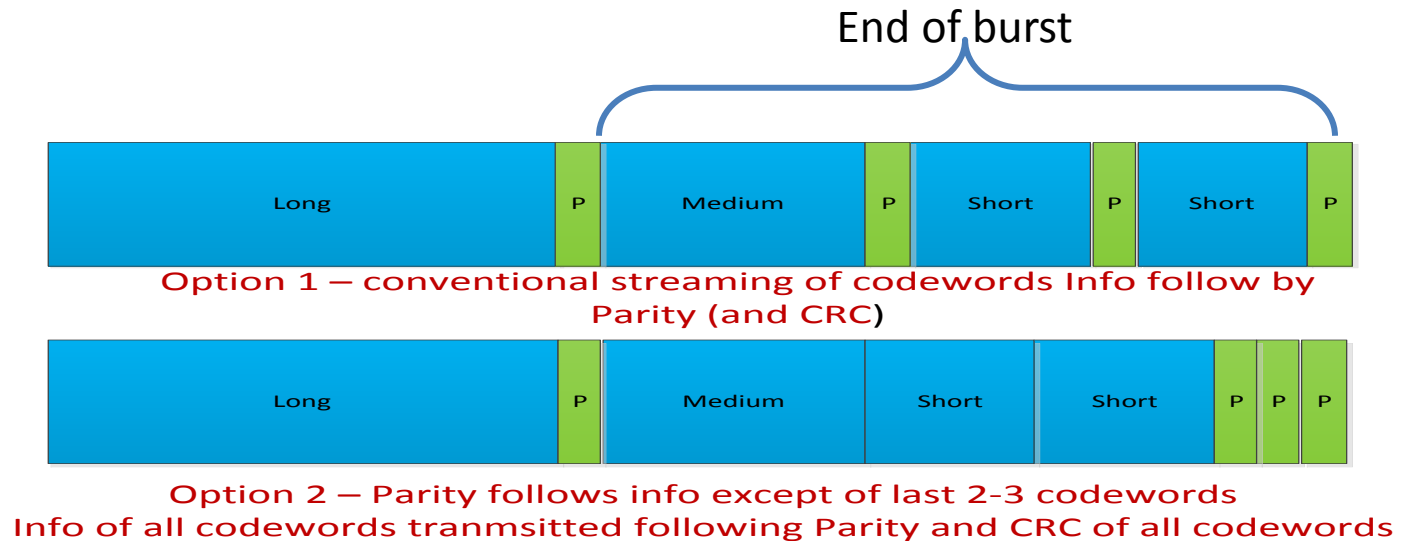 End of burst
Long P Medium P Short P Short P
Option 1 – conventional streaming of codewords Info follow by
Parity (and CRC)
Long P Medium Short Short P P P
Option 2 – Parity follows info except of last 2-3 codewords
Info of all codewords tranmsitted following Parity and CRC of all codewords